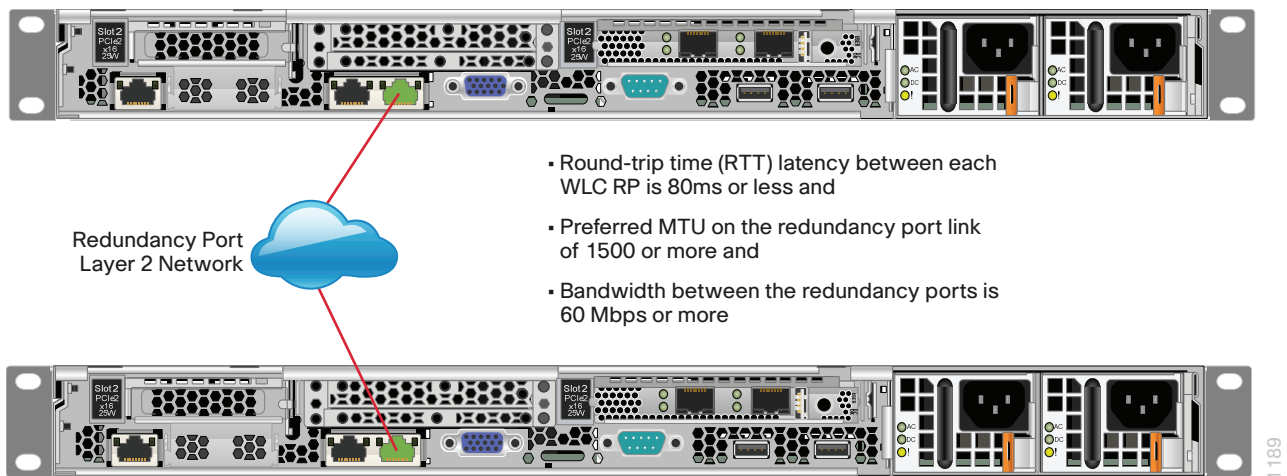 Slot 2
PCIe2
x16
25W
Slot 2
PCIe2
x16
25W
AC
DC
!
AC
DC
!
▪ Round-trip time (RTT) latency between each
WLC RP is 80ms or less and
▪ Preferred MTU on the redundancy port link
of 1500 or more and
▪ Bandwidth between the redundancy ports is
60 Mbps or more
Redundancy Port
Layer 2 Network
Slot 2
PCIe2
x16
25W
Slot 2
PCIe2
x16
25W
AC
DC
!
AC
DC
!